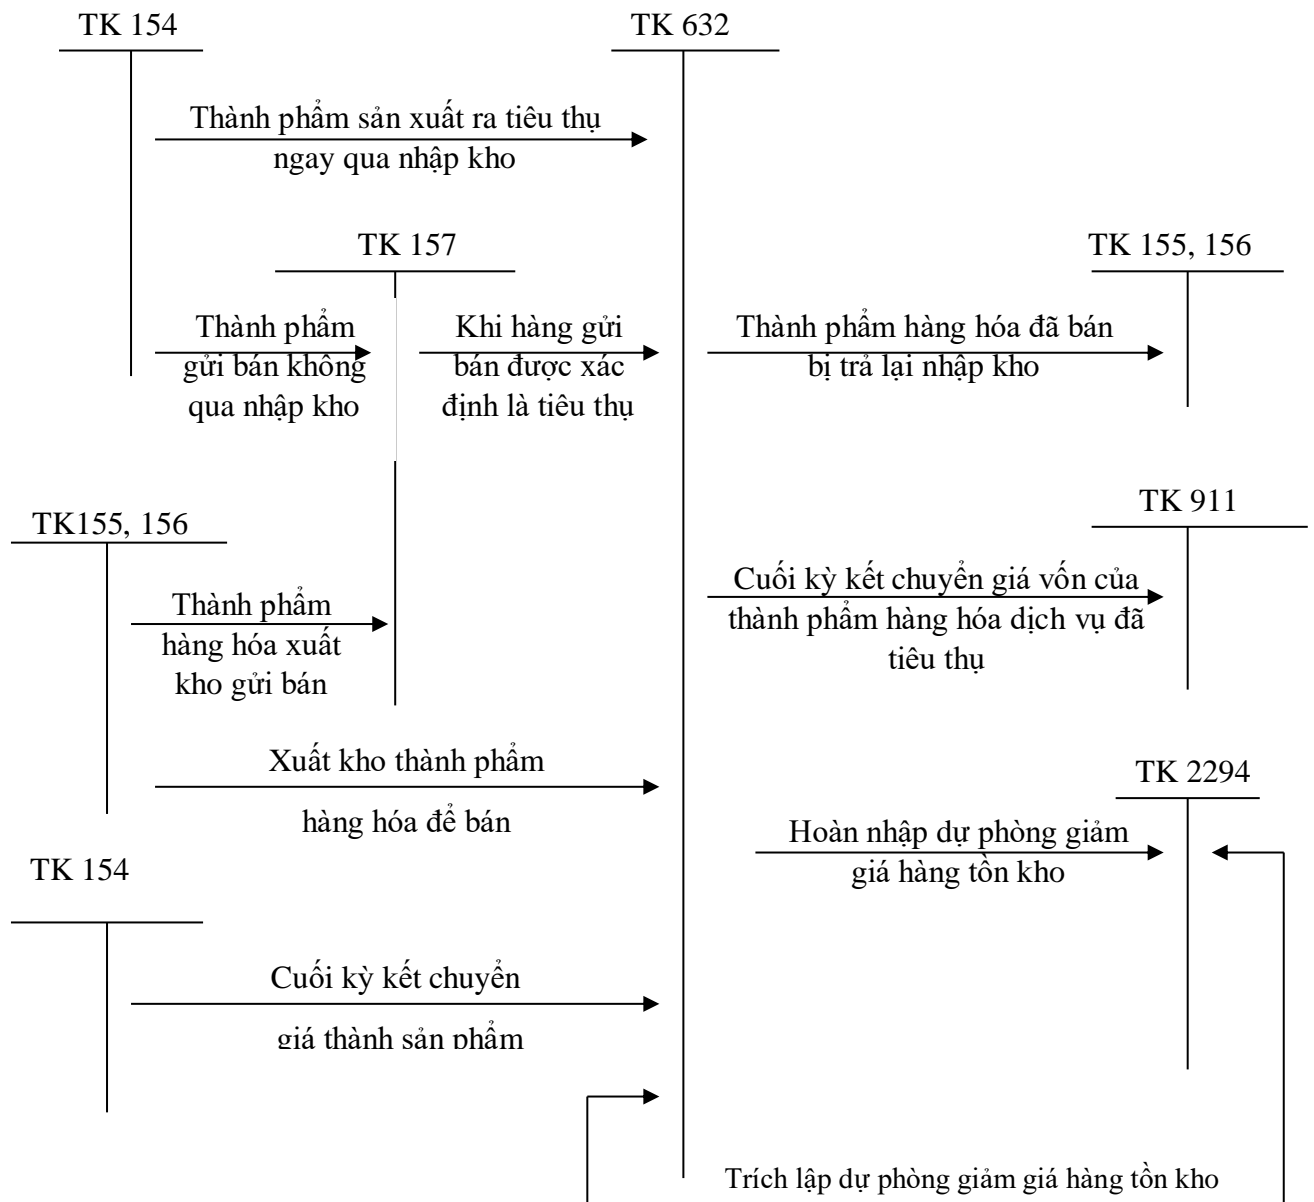 TK 154
TK 632
Thành phẩm sản xuất ra tiêu thụ
ngay qua nhập kho
TK 157
TK 155, 156
Thành phẩm
gửi bán không
qua nhập kho
Khi hàng gửi
bán được xác
định là tiêu thụ
Thành phẩm hàng hóa đã bán
bị trả lại nhập kho
TK155, 156
TK 911
Thành phẩm
hàng hóa xuất
kho gửi bán
Cuối kỳ kết chuyển giá vốn của
thành phẩm hàng hóa dịch vụ đã
tiêu thụ
Xuất kho thành phẩm
hàng hóa để bán
TK 2294
Hoàn nhập dự phòng giảm
giá hàng tồn kho
TK 154
Cuối kỳ kết chuyển
giá thành sản phẩm
Trích lập dự phòng giảm giá hàng tồn kho